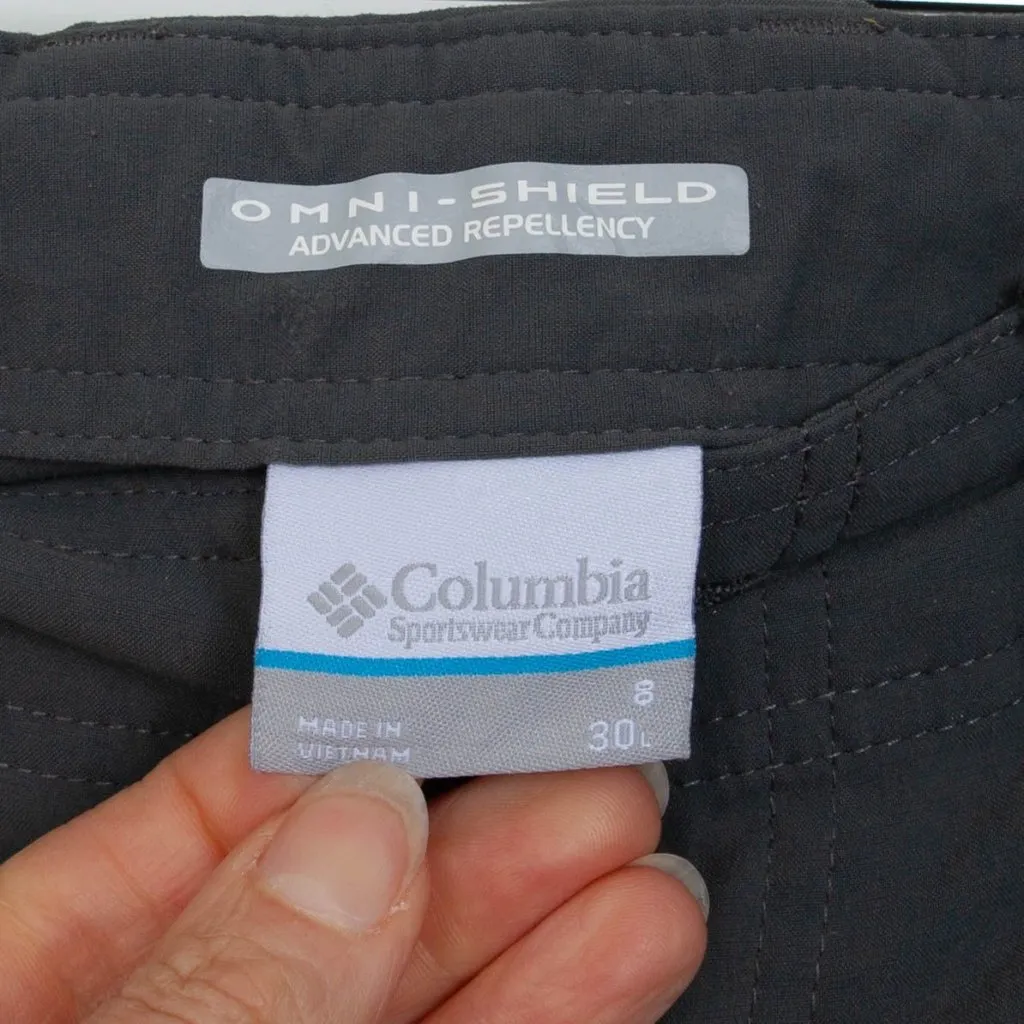 OMNI-SHIELD
ADVANCED REPELLENCY
Columbia
Sportswear Company
8
MADE IN
VIETNAM
30L